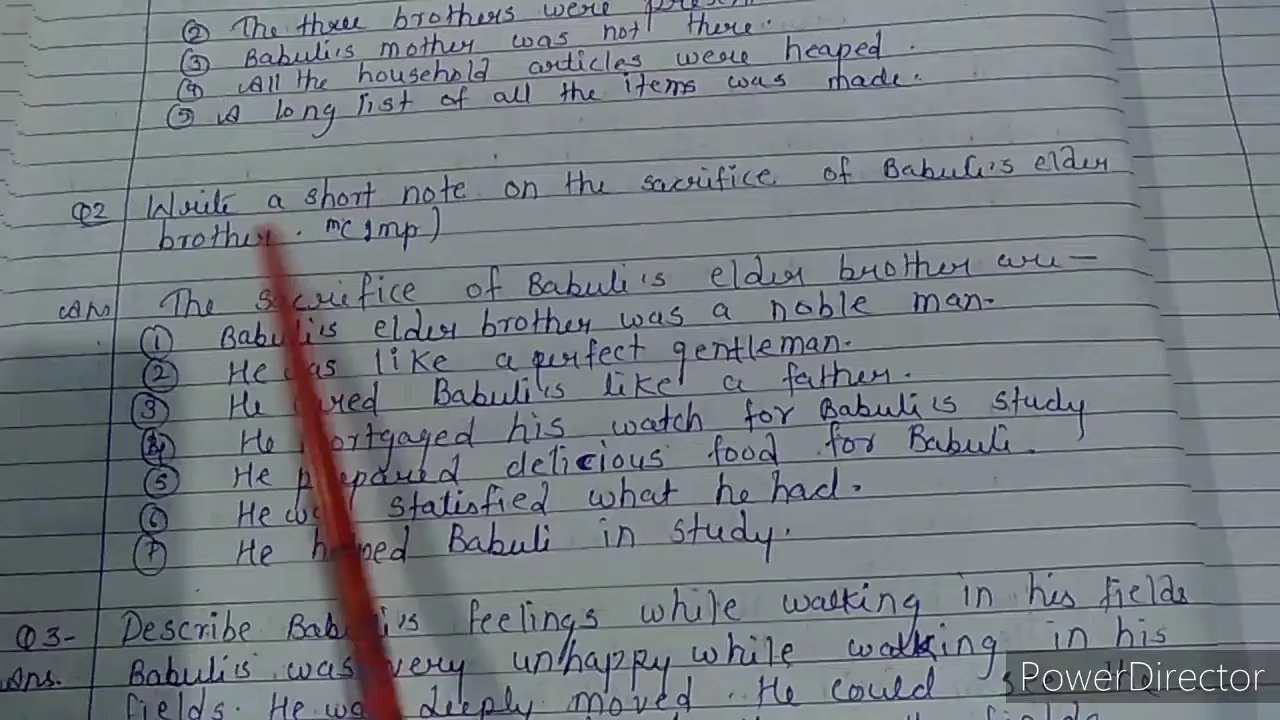 ② The three brothers were
③ Babuli's mother was not there.
④ All the household articles were heaped.
⑤ A long list of all the items was made.
Q2 Write a short note on the sacrifice of Babuli's elder
brother. (Imp)
Ans The sacrifice of Babuli's elder brother are -
① Babuli's elder brother was a noble man.
② He was like a perfect gentleman.
③ He cared Babuli's like a father.
④ He mortgaged his watch for Babuli's study
⑤ He prepared delicious food for Babuli.
⑥ He was statisfied what he had.
⑦ He helped Babuli in study.
Q3- Describe Babuli's feelings while walking in his fields
Ans. Babuli's was very unhappy while walking in his
fields. He was deeply moved. He could
PowerDirector